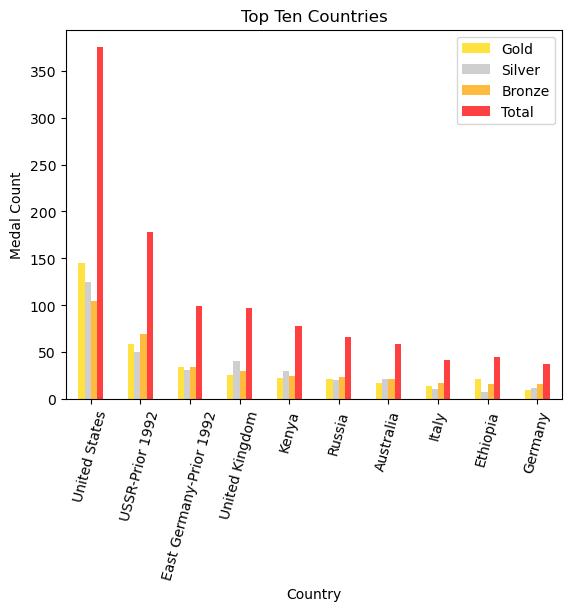 Top Ten Countries
Gold
Silver
Bronze
Total
Medal Count
350
300
250
200
150
100
50
0
United States
USSR-Prior 1992
East Germany-Prior 1992
United Kingdom
Kenya
Russia
Australia
Italy
Ethiopia
Germany
Country